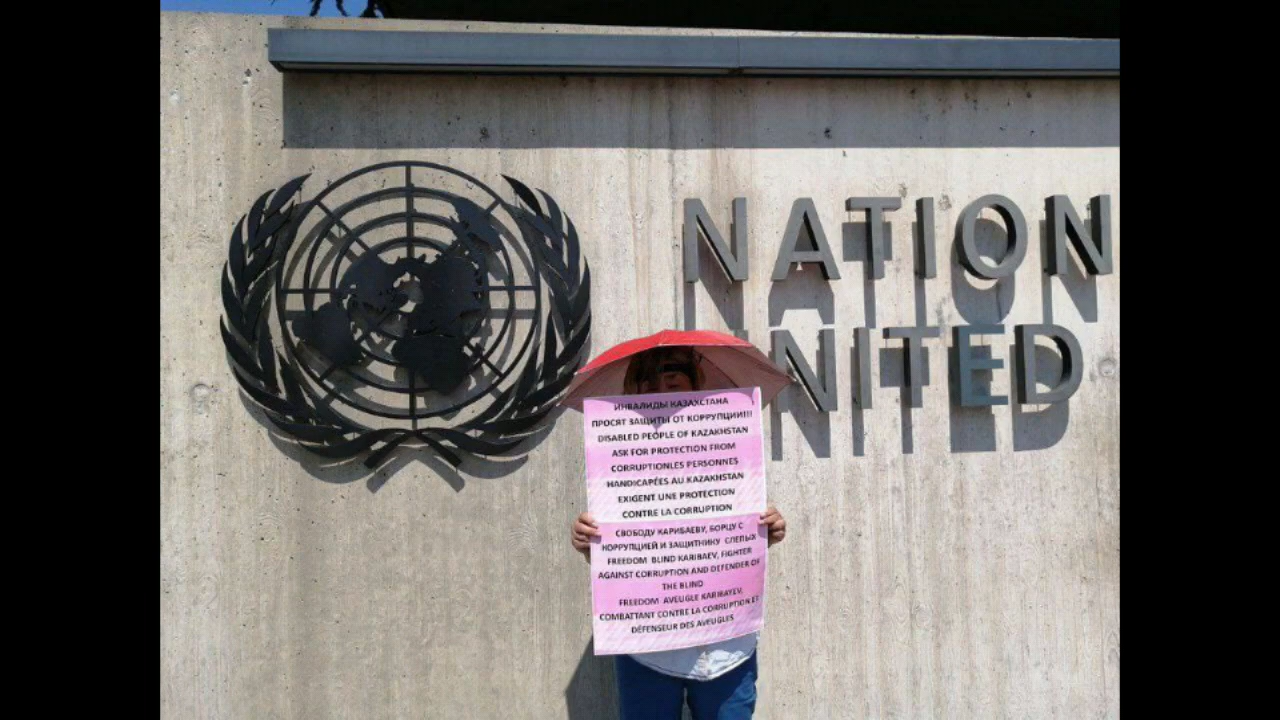 NATION
UNITED
ИНВАЛИДЫ КАЗАХСТАНА
ПРОСЯТ ЗАЩИТЫ ОТ КОРРУПЦИИ!!!
DISABLED PEOPLE OF KAZAKHSTAN
ASK FOR PROTECTION FROM
CORRUPTIONLES PERSONNES
HANDICAPÉES AU KAZAKHSTAN
EXIGENT UNE PROTECTION
CONTRE LA CORRUPTION
СВОБОДУ КАРИБАЕВУ, БОРЦУ С
КОРРУПЦИЕЙ И ЗАЩИТНИКУ СЛЕПЫХ
FREEDOM BLIND KARIBAEV, FIGHTER
AGAINST CORRUPTION AND DEFENDER OF
THE BLIND
FREEDOM AVEUGLE KARIBAYEV,
COMBATTANT CONTRE LA CORRUPTION ET
DÉFENSEUR DES AVEUGLES